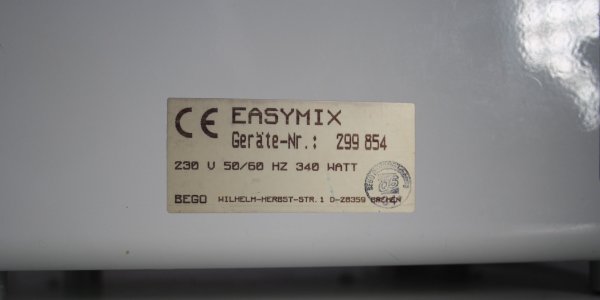 CE EASYMIX
Geräte-Nr.: 299 854
230 V 50/60 HZ 340 WATT
BEGO WILHELM-HERBST-STR.1 D-28359 BREMEN